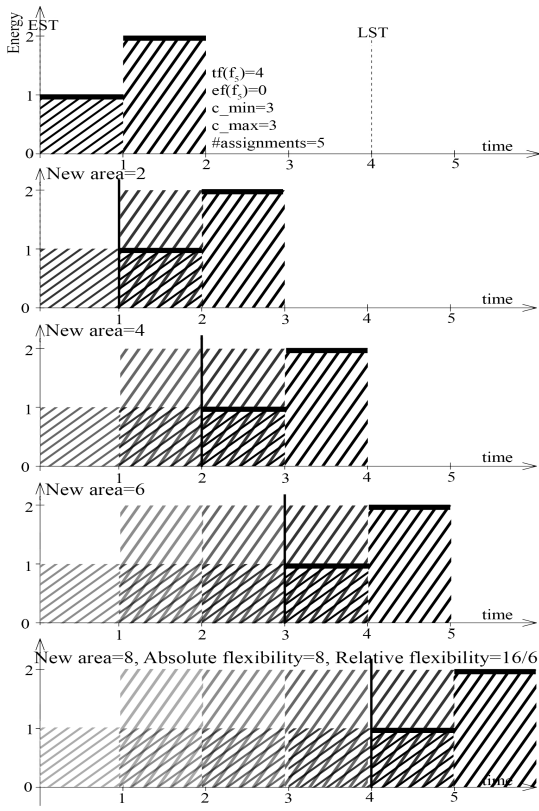 Energy
EST
LST
2
tf(f₅)=4
ef(f₅)=0
c_min=3
1
c_max=3
#assignments=5
time
0
1 2 3 4 5
New area=2
2
1
time
0
1 2 3 4 5
New area=4
2
1
time
0
1 2 3 4 5
New area=6
2
1
time
0
1 2 3 4 5
New area=8, Absolute flexibility=8, Relative flexibility=16/6
2
1
time
0
1 2 3 4 5